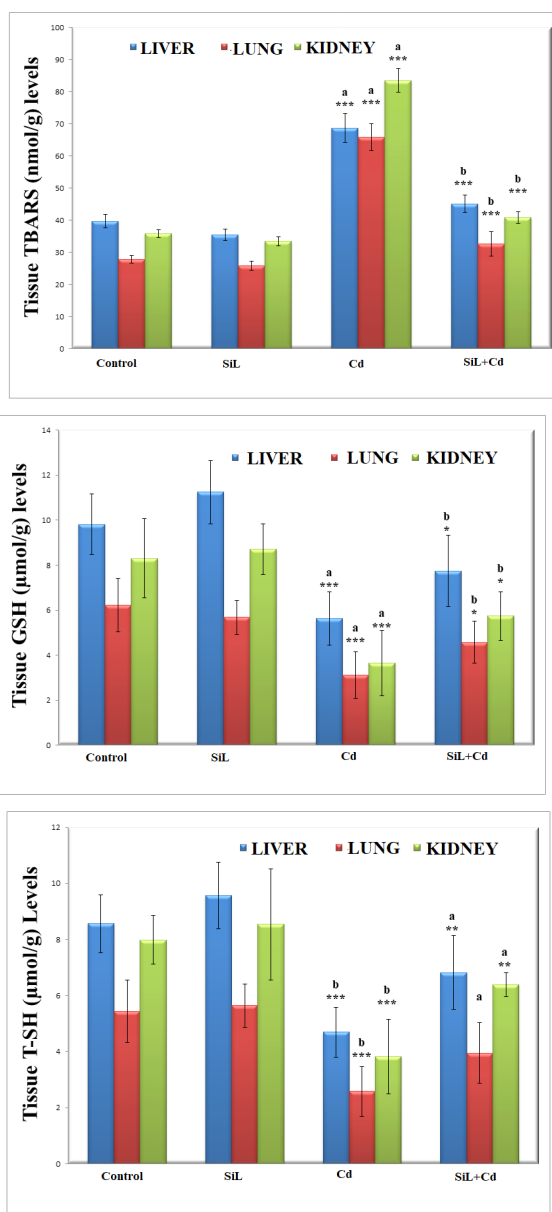 Tissue TBARS (nmol/g) levels
100
90
80
70
60
50
40
30
20
10
0
LIVER LUNG KIDNEY
a
***
a
***
a
***
b
***
b
***
b
***
Control SiL Cd SiL+Cd
Tissue GSH (µmol/g) levels
14
12
10
8
6
4
2
0
LIVER LUNG KIDNEY
a
***
a
***
a
***
b
*
b
*
b
*
Control SiL Cd SiL+Cd
Tissue T-SH (µmol/g) Levels
12
10
8
6
4
2
0
LIVER LUNG KIDNEY
b
***
b
***
b
***
a
**
a
a
**
Control SiL Cd SiL+Cd